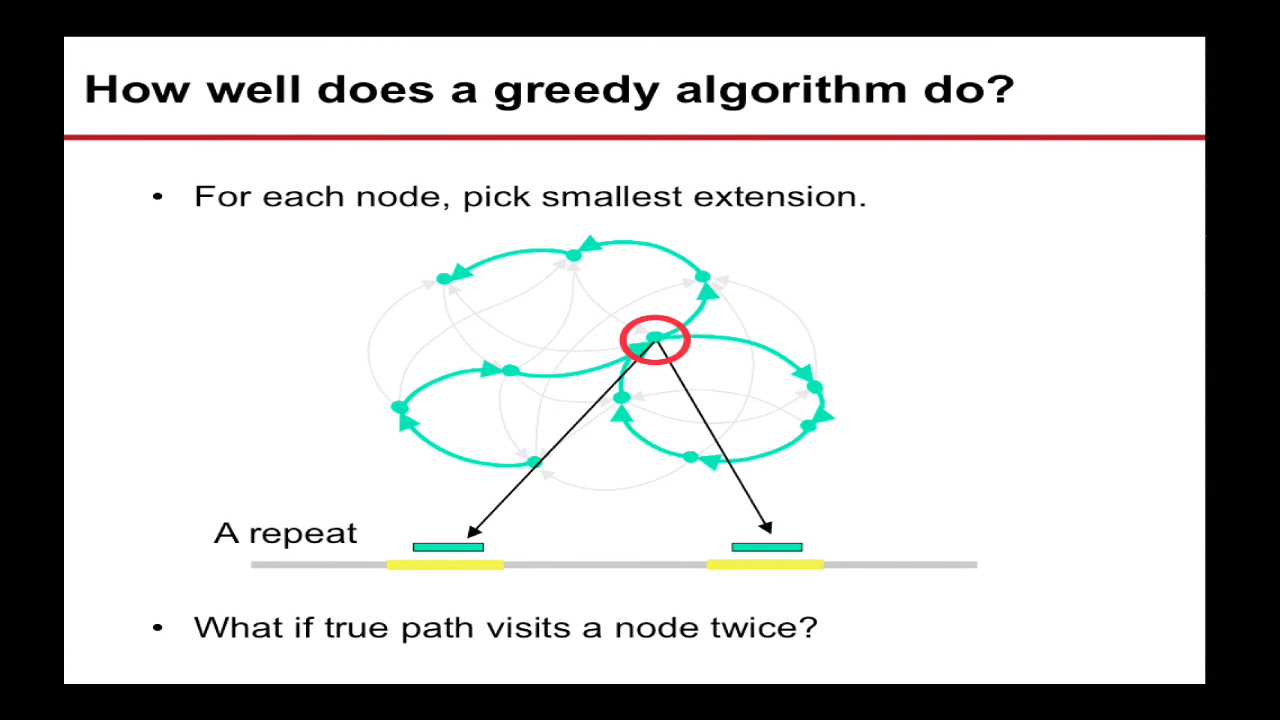 How well does a greedy algorithm do?
• For each node, pick smallest extension.
A repeat
• What if true path visits a node twice?